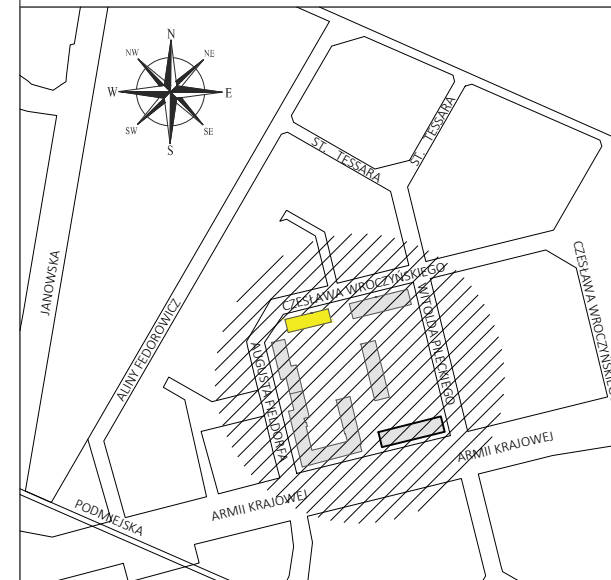 N
NW
NE
W
E
SW
SE
S
ST. TESSARA
ST. TESSARA
JANOWSKA
ALINY FEDOROWICZ
CZESŁAWA WROCZYŃSKIEGO
CZESŁAWA WROCZYŃSKIEGO
AUGUSTA FIELDORFA
WITOLDA PILECKIEGO
ARMII KRAJOWEJ
ARMII KRAJOWEJ
PODMIEJSKA